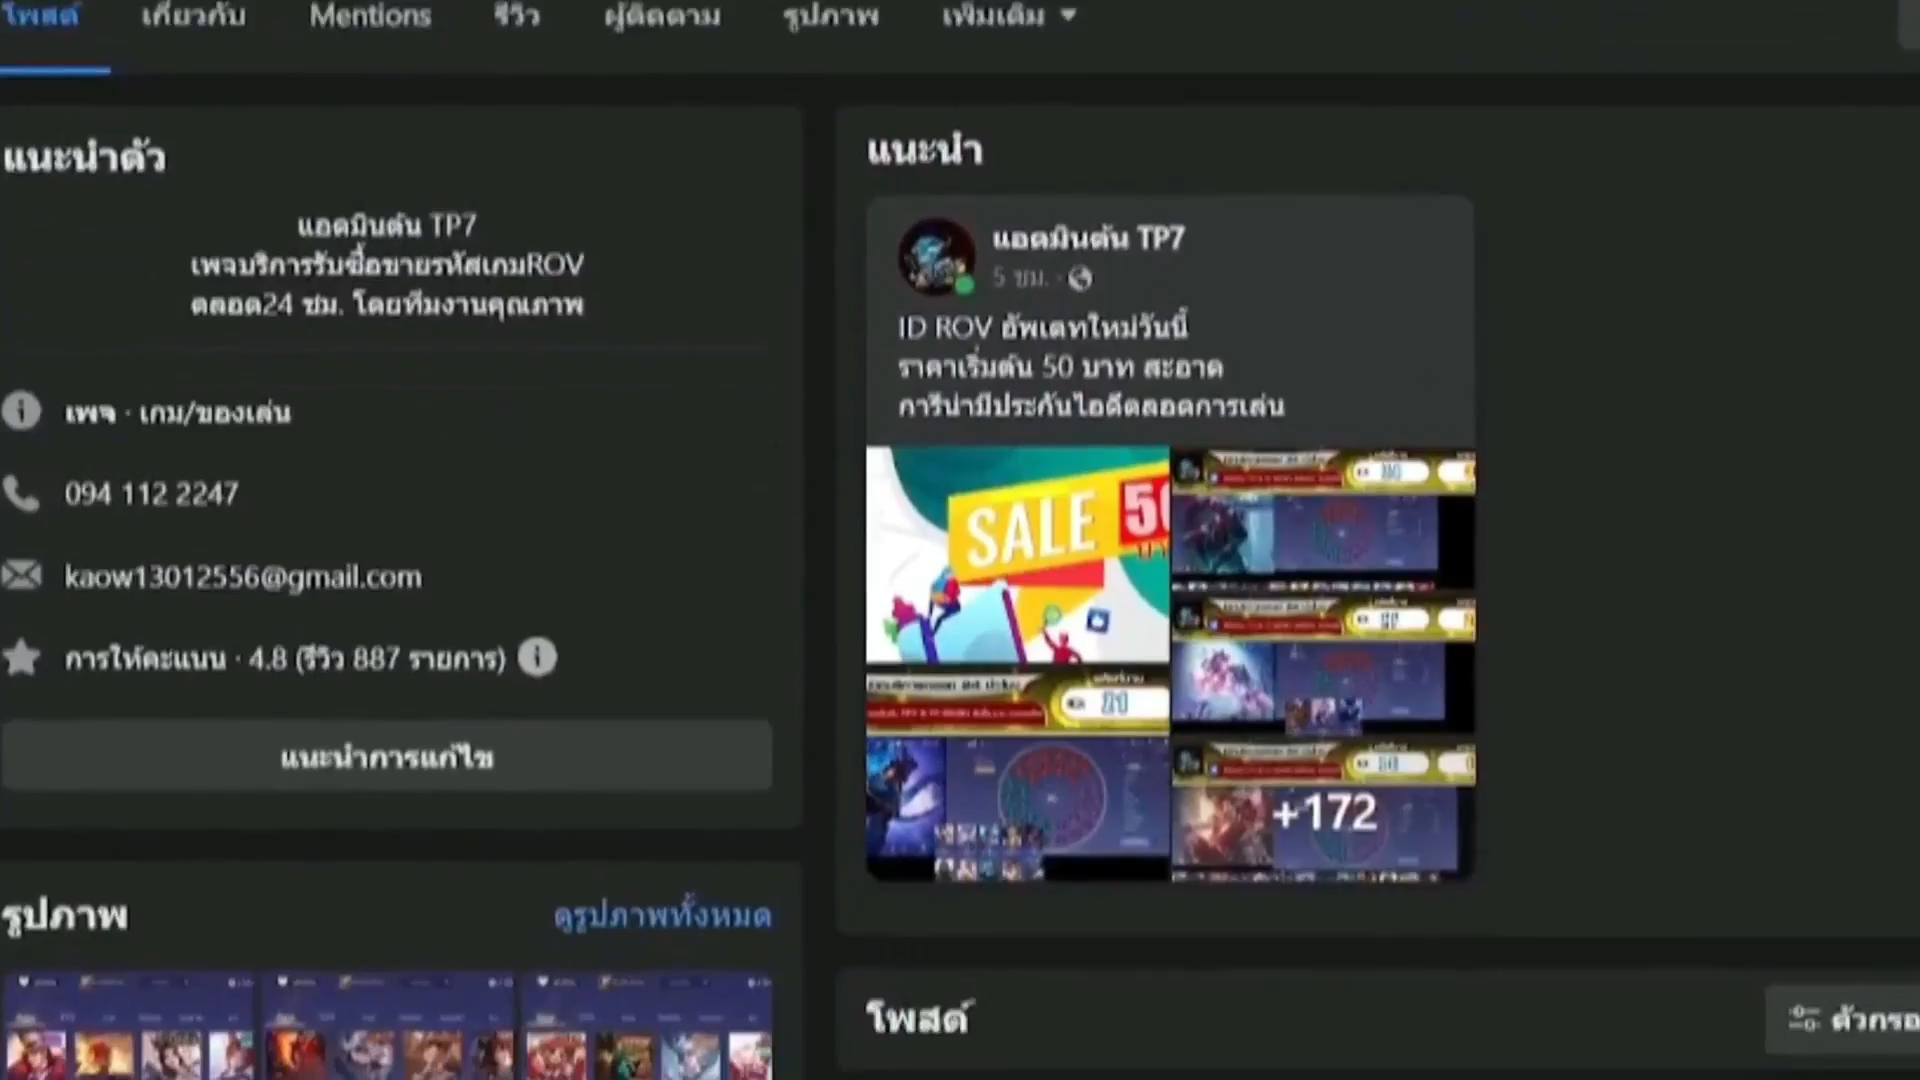 โพสต์
เกี่ยวกับ
Mentions
รีวิว
ผู้ติดตาม
รูปภาพ
เพิ่มเติม
แนะนำตัว
แอดมินต้น TP7
เพจบริการรับซื้อขายรหัสเกมROV
ตลอด24 ชม. โดยทีมงานคุณภาพ
เพจ · เกม/ของเล่น
094 112 2247
kaow13012556@gmail.com
การให้คะแนน · 4.8 (รีวิว 887 รายการ)
แนะนำการแก้ไข
รูปภาพ
ดูรูปภาพทั้งหมด
แนะนำ
แอดมินต้น TP7
5 ชม. ·
ID ROV อัพเดทใหม่วันนี้
ราคาเริ่มต้น 50 บาท สะอาด
การีน่ามีประกันไอดีตลอดการเล่น
SALE
21
+172
โพสต์